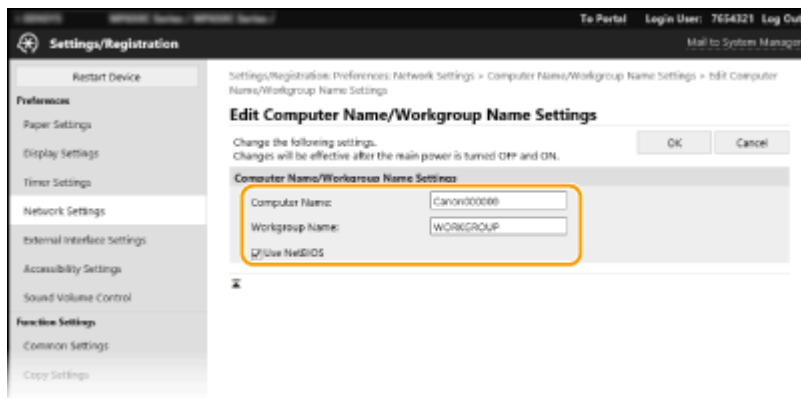 To Portal Login User: 7654321 Log Out
Settings/Registration
Mail to System Manager
Restart Device
Preferences
Paper Settings
Display Settings
Timer Settings
Network Settings
External Interface Settings
Accessibility Settings
Sound Volume Control
Function Settings
Common Settings
Copy Settings
Settings/Registration: Preferences: Network Settings > Computer Name/Workgroup Name Settings > Edit Computer
Name/Workgroup Name Settings
Edit Computer Name/Workgroup Name Settings
Change the following settings.
Changes will be effective after the main power is turned OFF and ON.
OK Cancel
Computer Name/Workgroup Name Settings
Computer Name:
Workgroup Name: WORKGROUP
Use NetBIOS